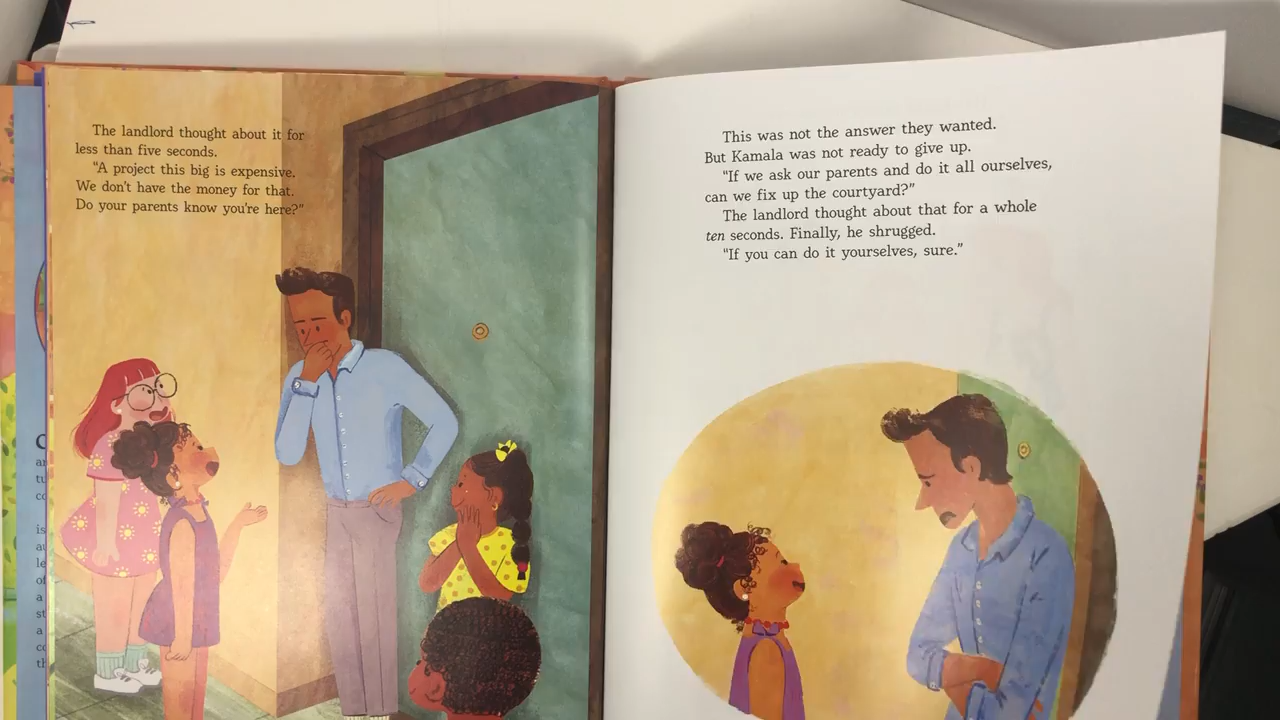 The landlord thought about it for
less than five seconds.
“A project this big is expensive.
We don’t have the money for that.
Do your parents know you’re here?”
This was not the answer they wanted.
But Kamala was not ready to give up.
“If we ask our parents and do it all ourselves,
can we fix up the courtyard?”
The landlord thought about that for a whole
ten seconds. Finally, he shrugged.
“If you can do it yourselves, sure.”